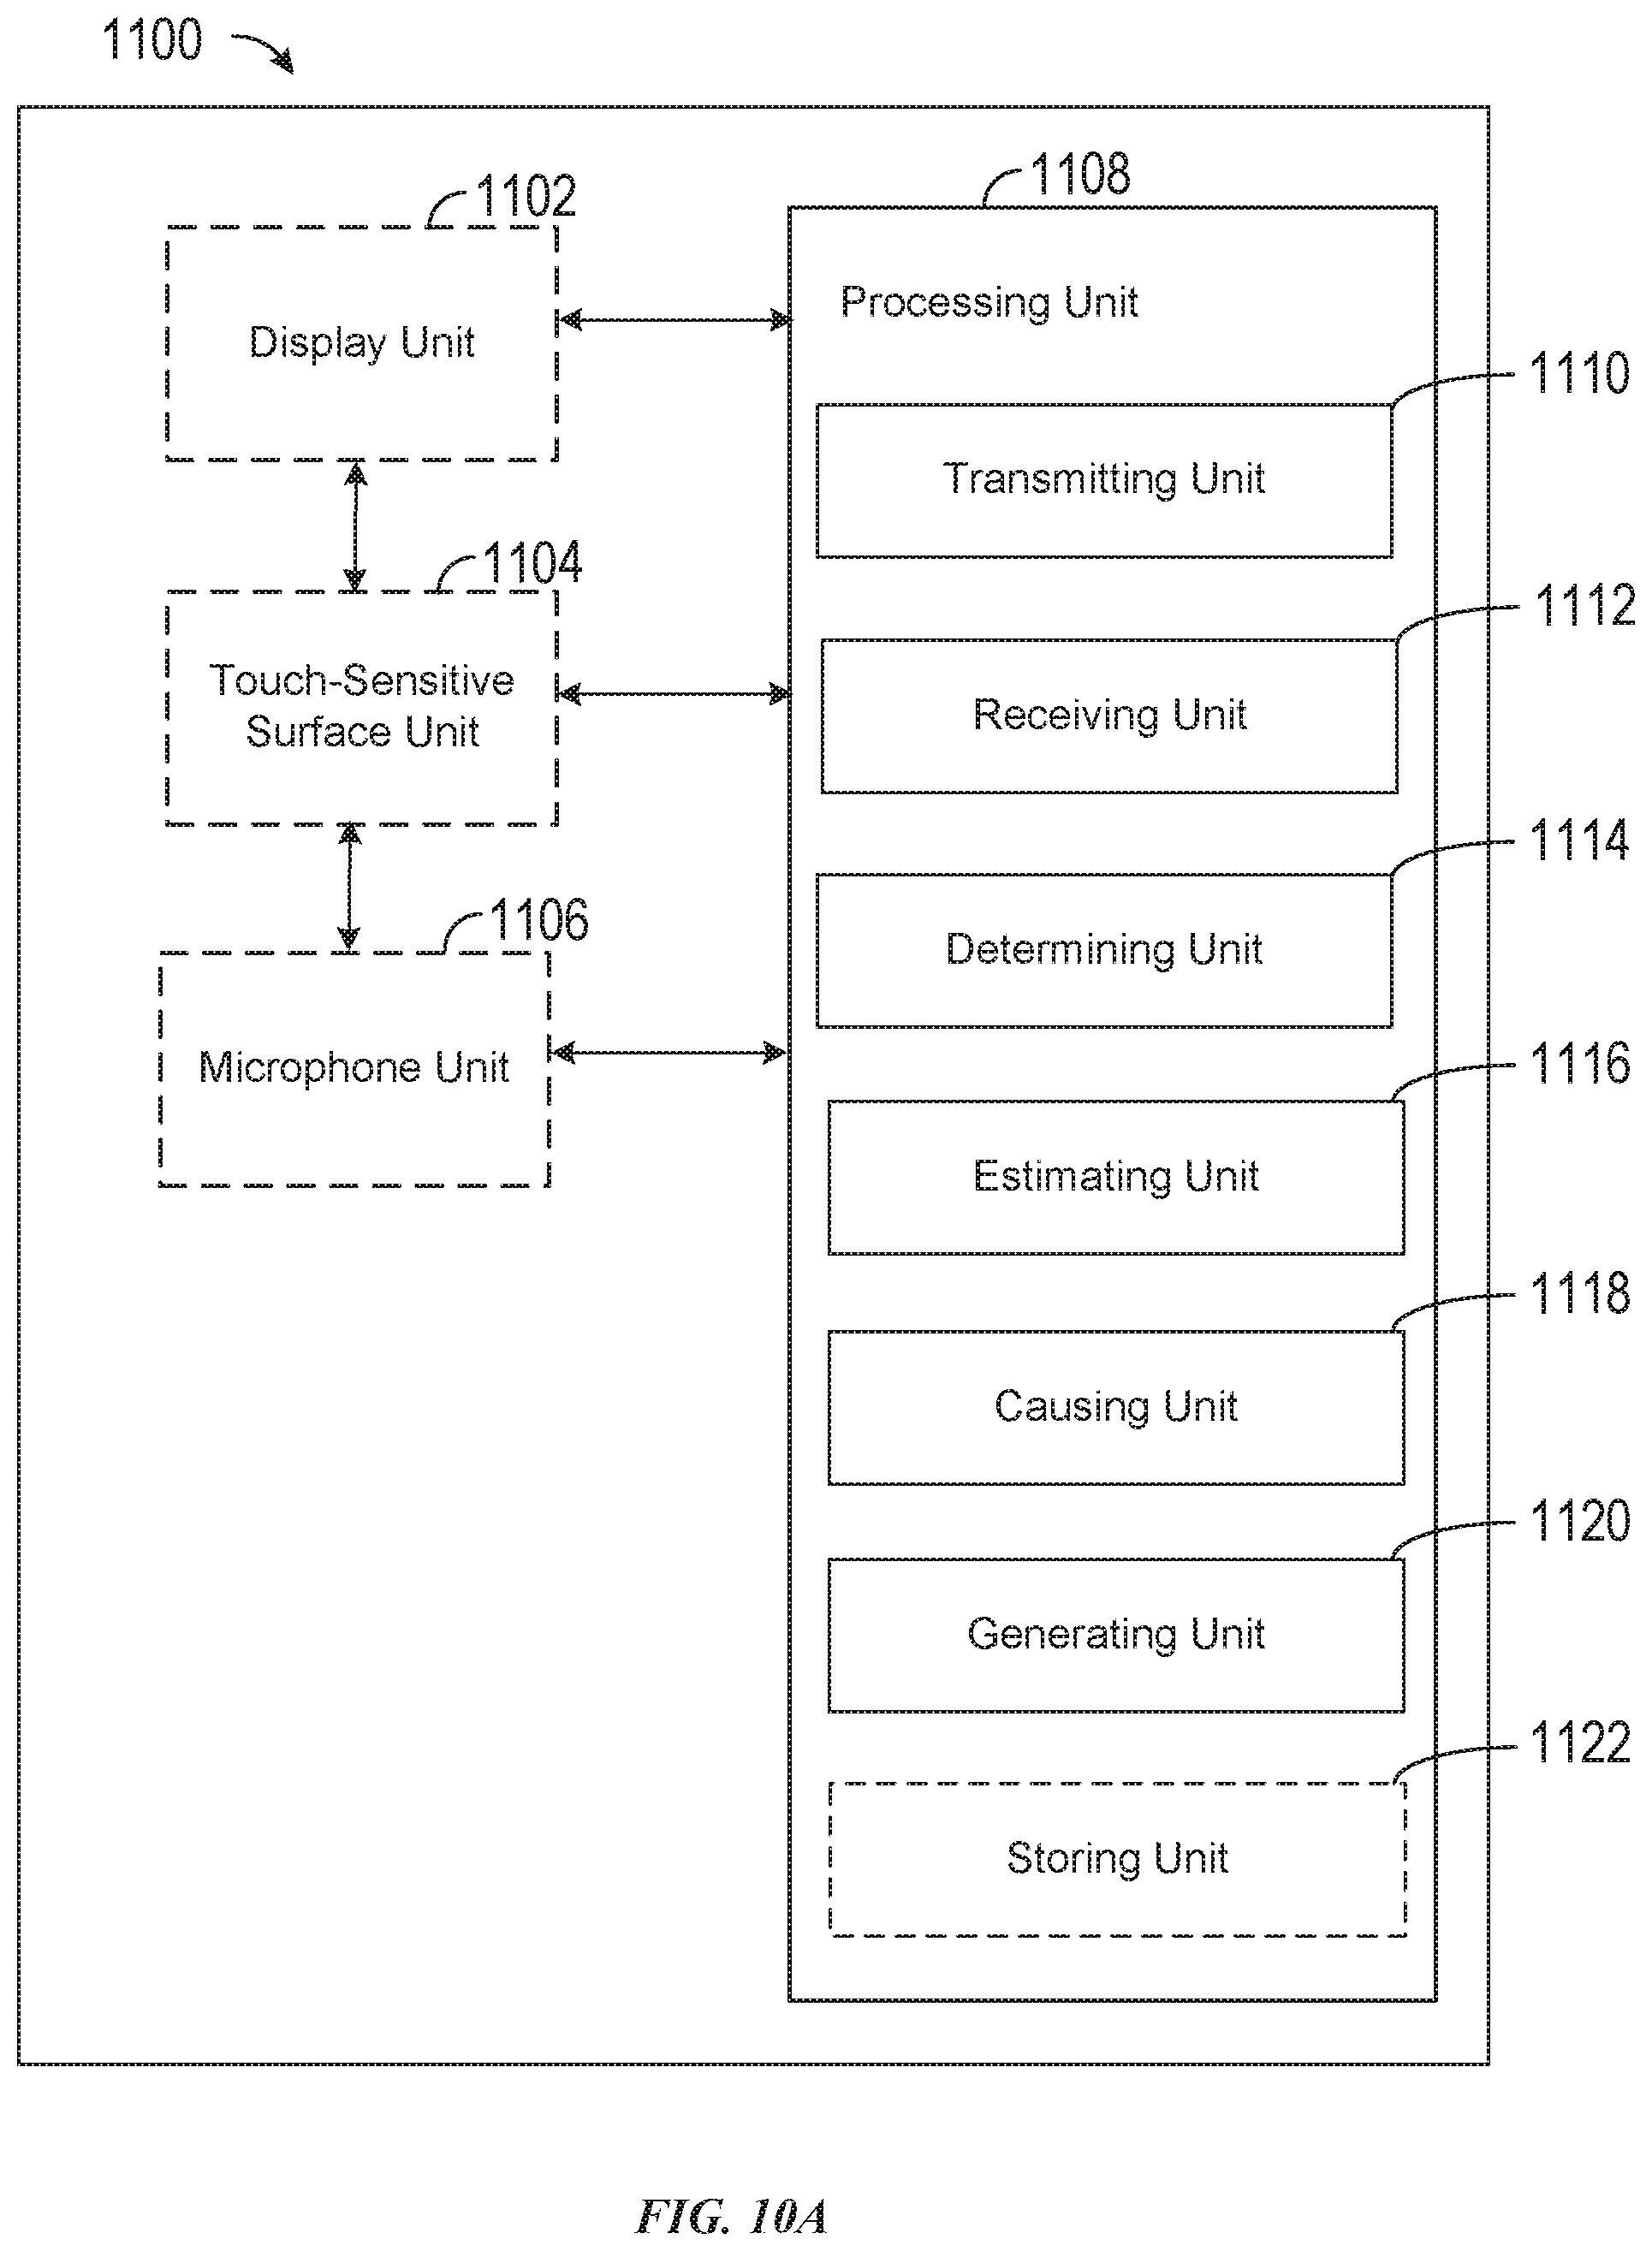 1100
1102
Display Unit
1104
Touch-Sensitive
Surface Unit
1106
Microphone Unit
1108
Processing Unit
1110
Transmitting Unit
1112
Receiving Unit
1114
Determining Unit
1116
Estimating Unit
1118
Causing Unit
1120
Generating Unit
1122
Storing Unit
FIG. 10A